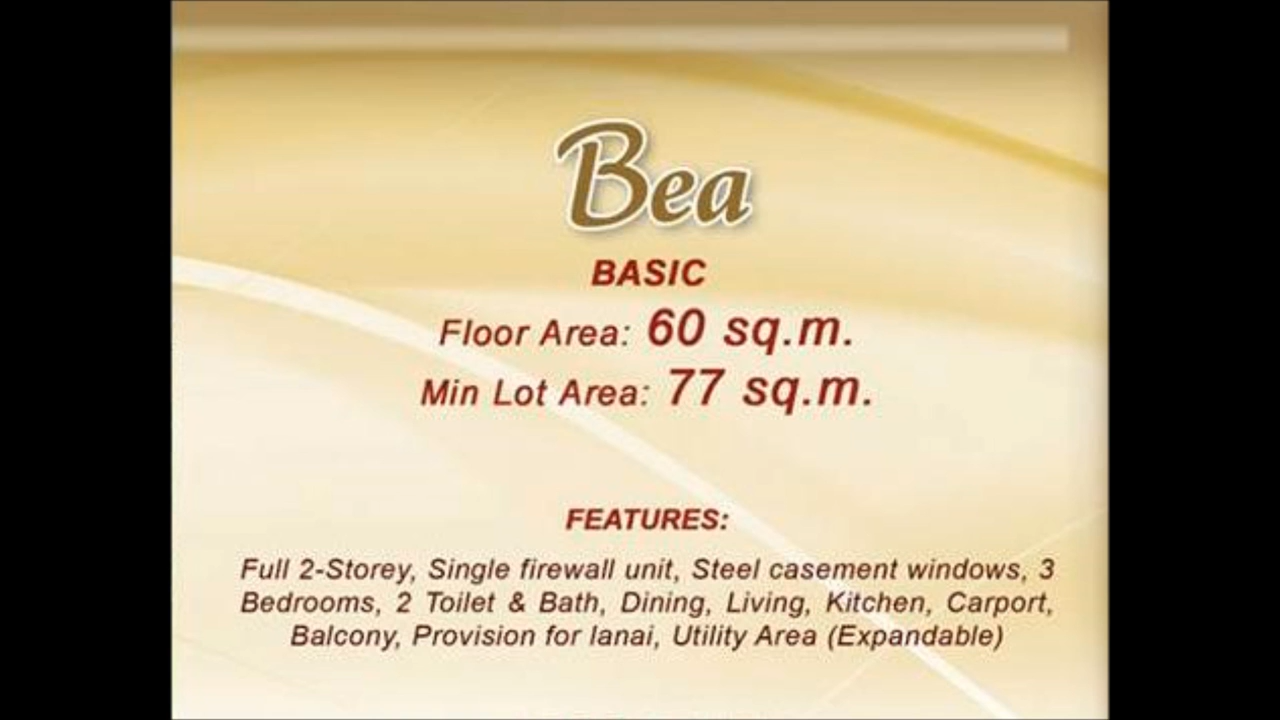 Bea
BASIC
Floor Area: 60 sq.m.
Min Lot Area: 77 sq.m.
FEATURES:
Full 2-Storey, Single firewall unit, Steel casement windows, 3
Bedrooms, 2 Toilet & Bath, Dining, Living, Kitchen, Carport,
Balcony, Provision for lanai, Utility Area (Expandable)